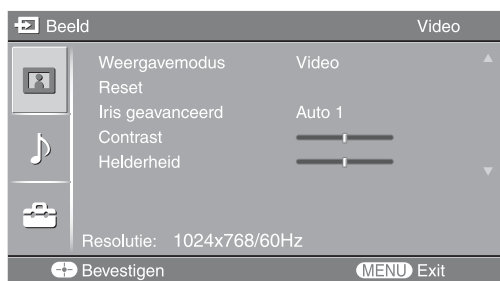 Beeld Video
Weergavemodus Video
Reset
Iris geavanceerd Auto 1
Contrast
Helderheid
Resolutie: 1024x768/60Hz
Bevestigen MENU Exit